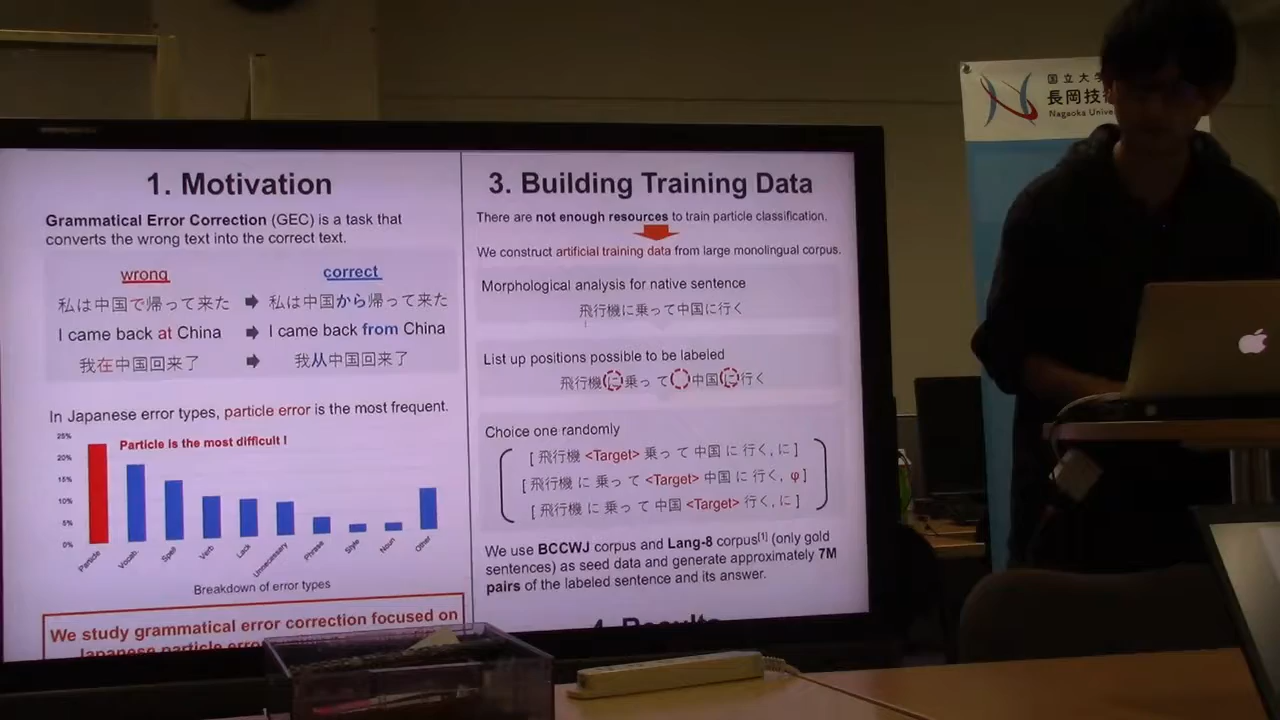 1. Motivation
Grammatical Error Correction (GEC) is a task that
converts the wrong text into the correct text.
wrong
correct
私は中国で帰って来た
私は中国から帰って来た
I came back at China
I came back from China
我在中国回来了
我从中国回来了
In Japanese error types, particle error is the most frequent.
Particle is the most difficult !
25%
20%
15%
10%
5%
0%
Particle
Vocab.
Spell
Verb
Lack
Unnecessary
Phrase
Style
Noun
Other
Breakdown of error types
We study grammatical error correction focused on
Japanese particle
3. Building Training Data
There are not enough resources to train particle classification.
We construct artificial training data from large monolingual corpus.
Morphological analysis for native sentence
飛行機に乗って中国に行く
List up positions possible to be labeled
飛行機 に 乗って 中国 に 行く
Choice one randomly
[ 飛行機 <Target> 乗って 中国 に 行く, に ]
[ 飛行機 に 乗って <Target> 中国 に 行く, φ ]
[ 飛行機 に 乗って 中国 <Target> 行く, に ]
We use BCCWJ corpus and Lang-8 corpus[1] (only gold
sentences) as seed data and generate approximately 7M
pairs of the labeled sentence and its answer.
4. Results
国立大学
長岡技
Nagaoka Unive